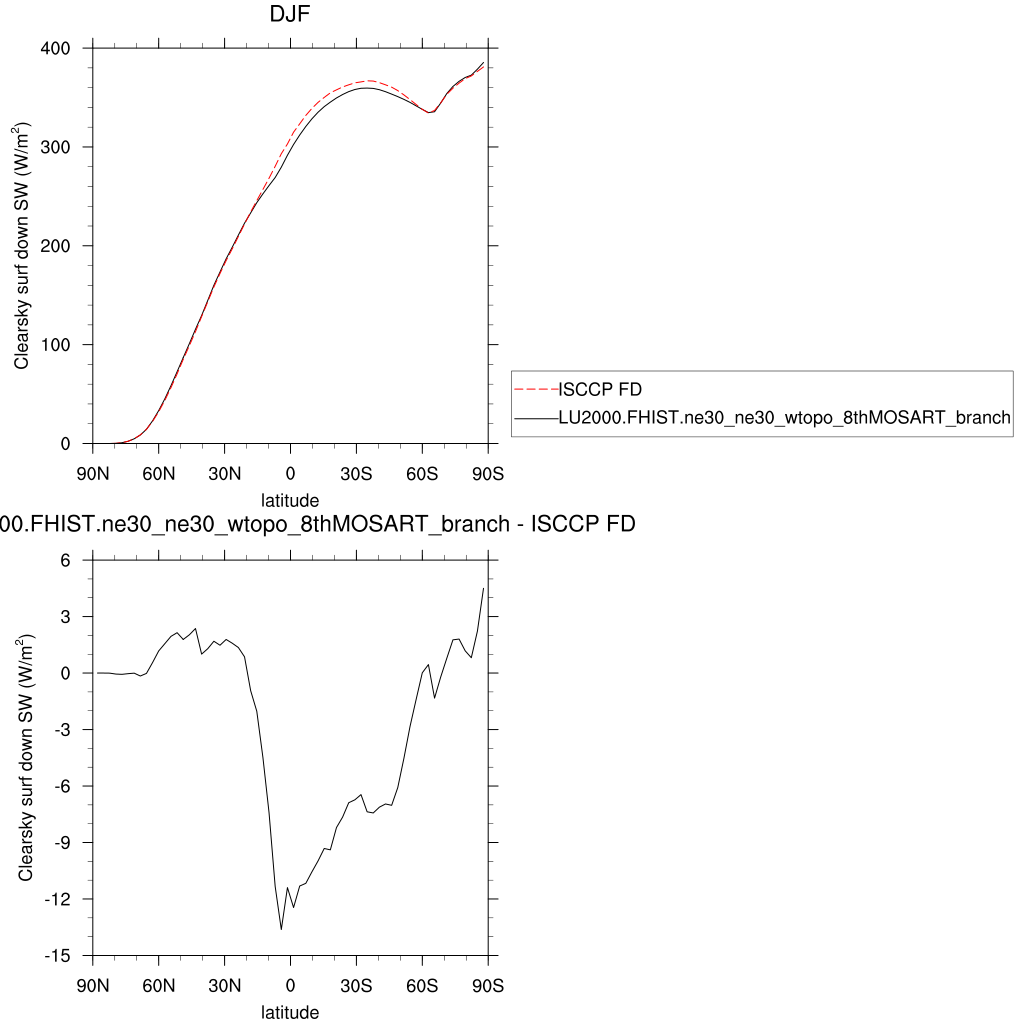 DJF
400
300
200
100
0
Clearsky surf down SW (W/m²)
90N 60N 30N 0 30S 60S 90S
latitude
ISCCP FD
LU2000.FHIST.ne30_ne30_wtopo_8thMOSART_branch
00.FHIST.ne30_ne30_wtopo_8thMOSART_branch - ISCCP FD
6
3
0
-3
-6
-9
-12
-15
Clearsky surf down SW (W/m²)
90N 60N 30N 0 30S 60S 90S
latitude